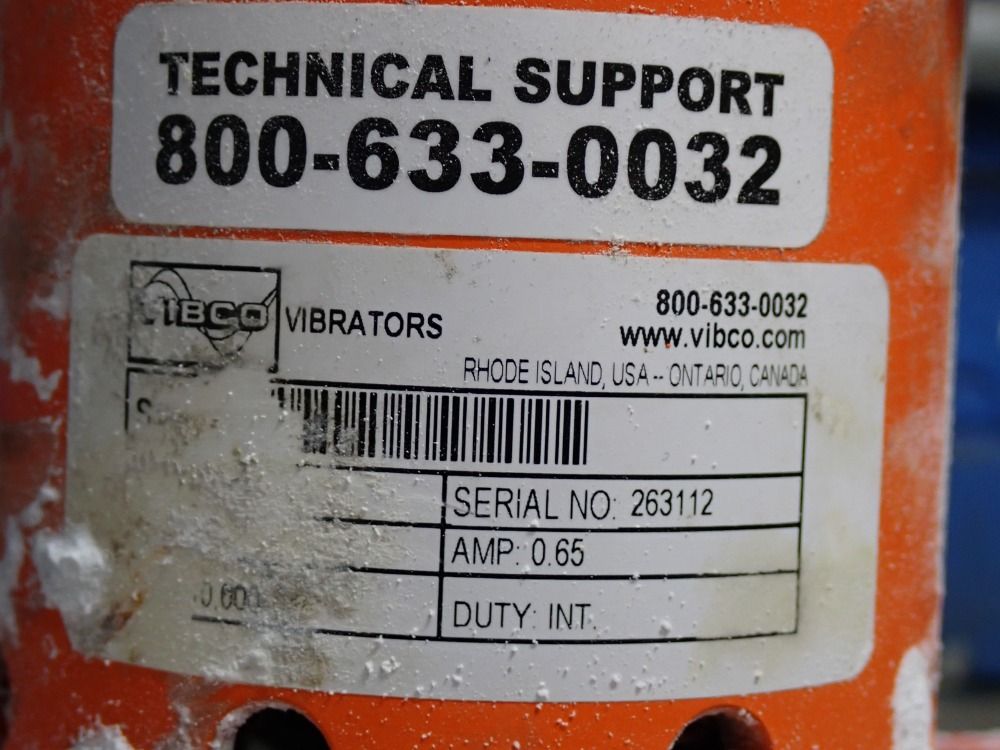 TECHNICAL SUPPORT
800-633-0032
VIBCO VIBRATORS
800-633-0032
www.vibco.com
RHODE ISLAND, USA -- ONTARIO, CANADA
SERIAL NO: 263112
AMP: 0.65
DUTY: INT.